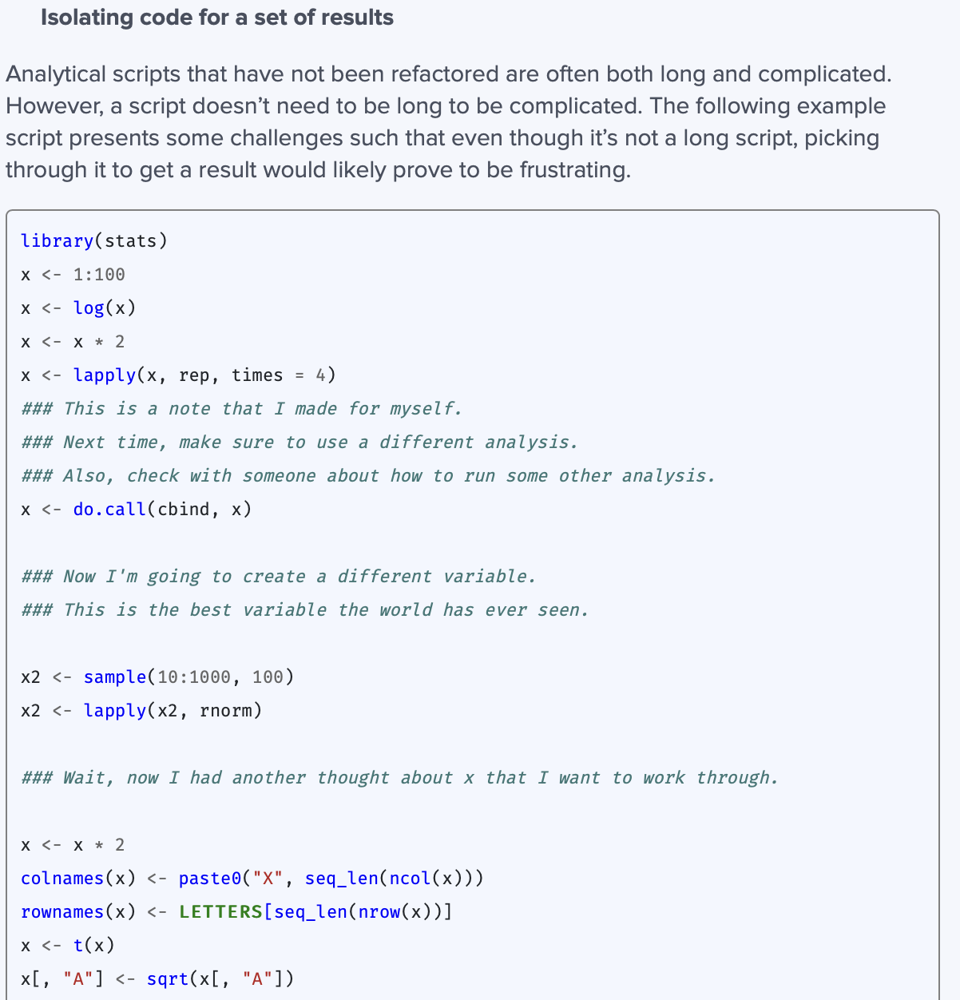 Isolating code for a set of results
Analytical scripts that have not been refactored are often both long and complicated.
However, a script doesn’t need to be long to be complicated. The following example
script presents some challenges such that even though it’s not a long script, picking
through it to get a result would likely prove to be frustrating.
library(stats)
x <- 1:100
x <- log(x)
x <- x * 2
x <- lapply(x, rep, times = 4)
### This is a note that I made for myself.
### Next time, make sure to use a different analysis.
### Also, check with someone about how to run some other analysis.
x <- do.call(cbind, x)
### Now I'm going to create a different variable.
### This is the best variable the world has ever seen.
x2 <- sample(10:1000, 100)
x2 <- lapply(x2, rnorm)
### Wait, now I had another thought about x that I want to work through.
x <- x * 2
colnames(x) <- paste0("X", seq_len(ncol(x)))
rownames(x) <- LETTERS[seq_len(nrow(x))]
x <- t(x)
x[, "A"] <- sqrt(x[, "A"])